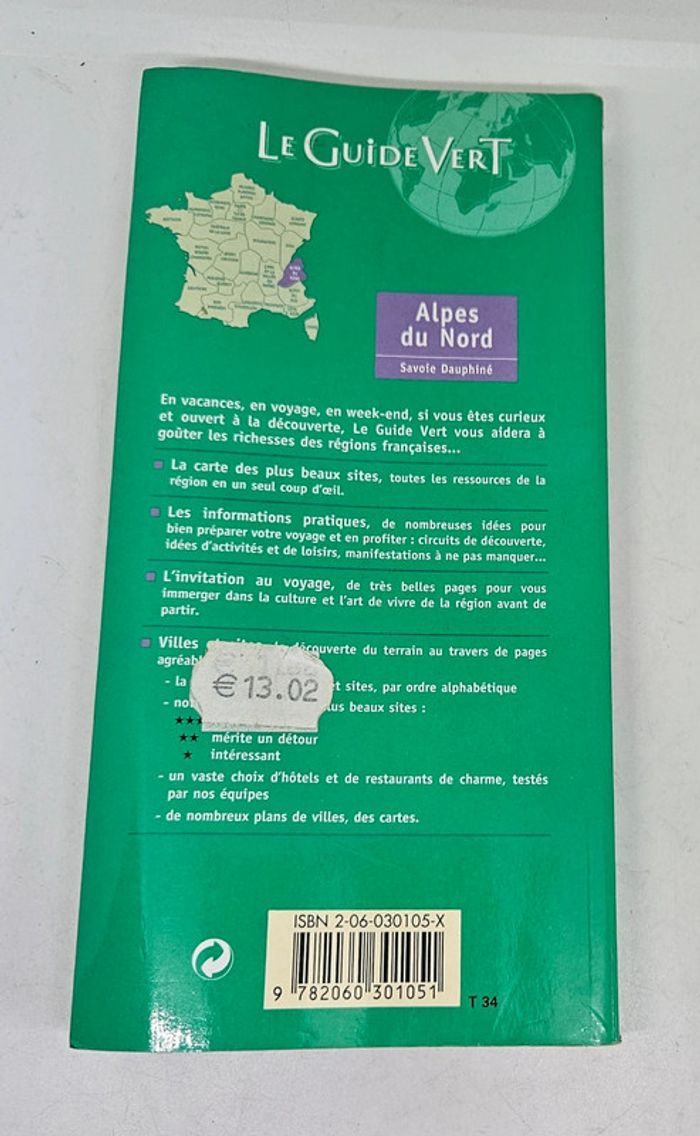 LE GUIDE VERT
Alpes
du Nord
Savoie Dauphiné
En vacances, en voyage, en week-end, si vous êtes curieux
et ouvert à la découverte, Le Guide Vert vous aidera à
goûter les richesses des régions françaises...
La carte des plus beaux sites, toutes les ressources de la
région en un seul coup d'œil.
Les informations pratiques, de nombreuses idées pour
bien préparer votre voyage et en profiter : circuits de découverte,
idées d'activités et de loisirs, manifestations à ne pas manquer...
L'invitation au voyage, de très belles pages pour vous
immerger dans la culture et l'art de vivre de la région avant de
partir.
Villes découverte du terrain au travers de pages
- la et sites, par ordre alphabétique
€ 13.02
- plus beaux sites :
★★★
★★ mérite un détour
★ intéressant
- un vaste choix d'hôtels et de restaurants de charme, testés
par nos équipes
- de nombreux plans de villes, des cartes.
ISBN 2-06-030105-X
9 782060 301051
T 34